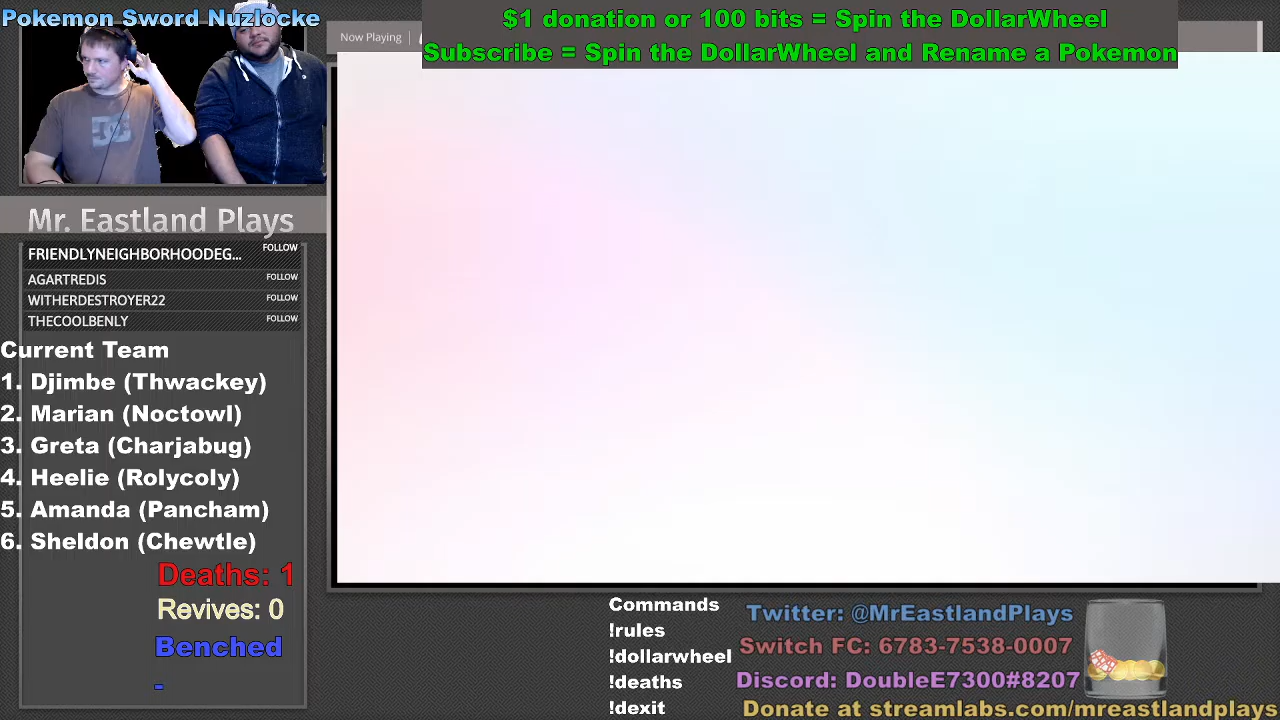 Pokemon Sword Nuzlocke
$1 donation or 100 bits = Spin the DollarWheel
Subscribe = Spin the DollarWheel and Rename a Pokemon
Now Playing
Mr. Eastland Plays
FRIENDLYNEIGHBORHOODEG... FOLLOW
AGARTREDIS FOLLOW
WITHERDESTROYER22 FOLLOW
THECOOLBENLY FOLLOW
Current Team
1. Djimbe (Thwackey)
2. Marian (Noctowl)
3. Greta (Charjabug)
4. Heelie (Rolycoly)
5. Amanda (Pancham)
6. Sheldon (Chewtle)
Deaths: 1
Revives: 0
Benched
-
Commands
!rules
!dollarwheel
!deaths
!dexit
Twitter: @MrEastlandPlays
Switch FC: 6783-7538-0007
Discord: DoubleE7300#8207
Donate at streamlabs.com/mreastlandplays